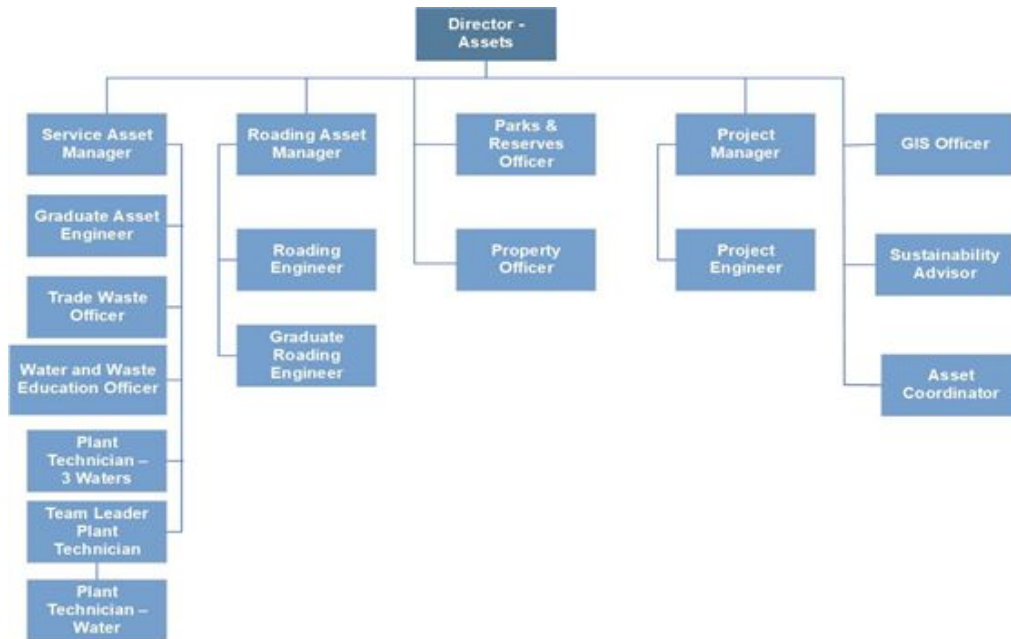 Director -
Assets
Service Asset
Manager
Roading Asset
Manager
Parks &
Reserves
Officer
Project
Manager
GIS Officer
Graduate Asset
Engineer
Roading
Engineer
Property
Officer
Project
Engineer
Sustainability
Advisor
Trade Waste
Officer
Graduate
Roading
Engineer
Water and Waste
Education Officer
Asset
Coordinator
Plant
Technician –
3 Waters
Team Leader
Plant
Technician
Plant
Technician –
Water